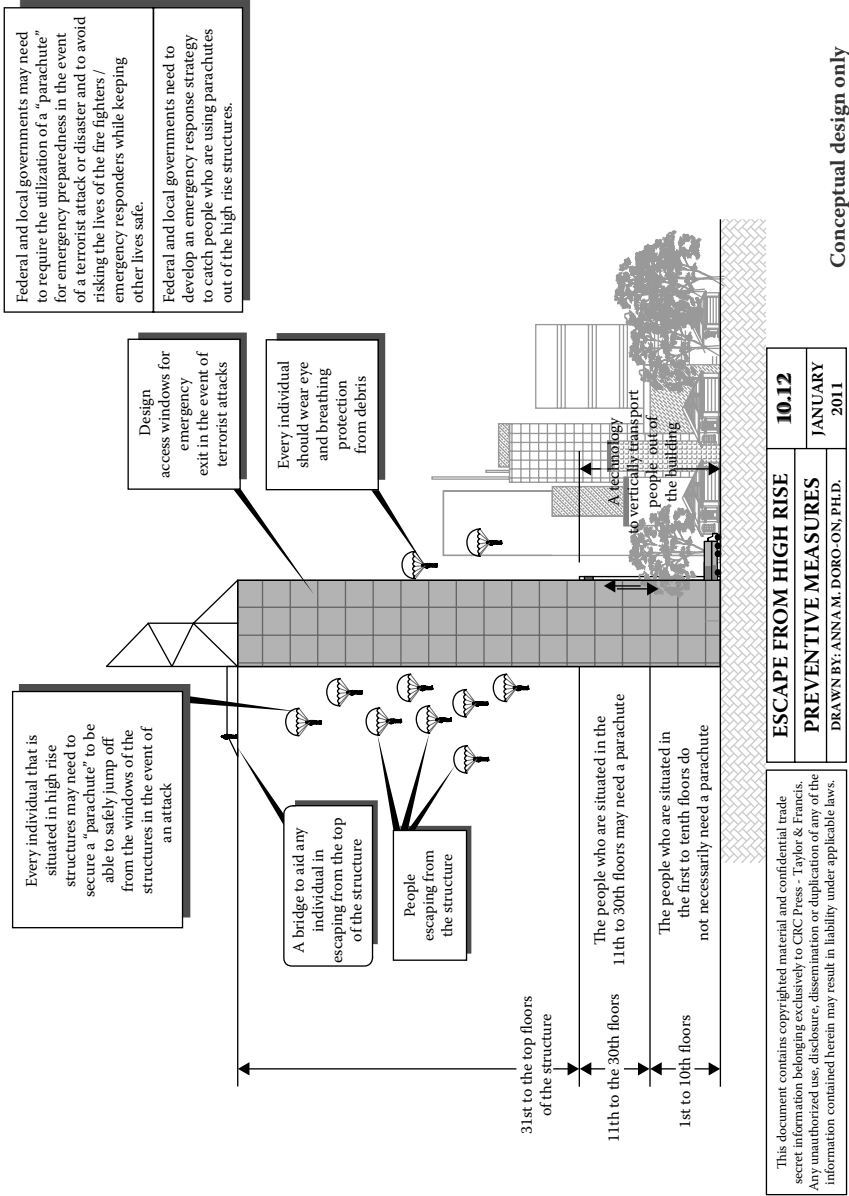 Federal and local governments may need
to require the utilization of a “parachute”
for emergency preparedness in the event
of a terrorist attack or disaster and to avoid
risking the lives of the fire fighters /
emergency responders while keeping
other lives safe.
Federal and local governments need to
develop an emergency response strategy
to catch people who are using parachutes
out of the high rise structures.
Every individual that is
situated in high rise
structures may need to
secure a “parachute” to be
able to safely jump off
from the windows of the
structures in the event of
an attack
Design
access windows for
emergency
exit in the event of
terrorist attacks
Every individual
should wear eye
and breathing
protection
from debris
A bridge to aid any
individual in
escaping from the top
of the structure
People
escaping from
the structure
31st to the top floors
of the structure
11th to the 30th floors
The people who are situated in the
11th to 30th floors may need a parachute
A technology
to vertically transport
people out of
the building
1st to 10th floors
The people who are situated in
the first to tenth floors do
not necessarily need a parachute
This document contains copyrighted material and confidential trade
secret information belonging exclusively to CRC Press - Taylor & Francis.
Any unauthorized use, disclosure, dissemination or duplication of any of the
information contained herein may result in liability under applicable laws.
ESCAPE FROM HIGH RISE
PREVENTIVE MEASURES
DRAWN BY: ANNA M. DORO-ON, PH.D.
10.12
JANUARY
2011
Conceptual design only